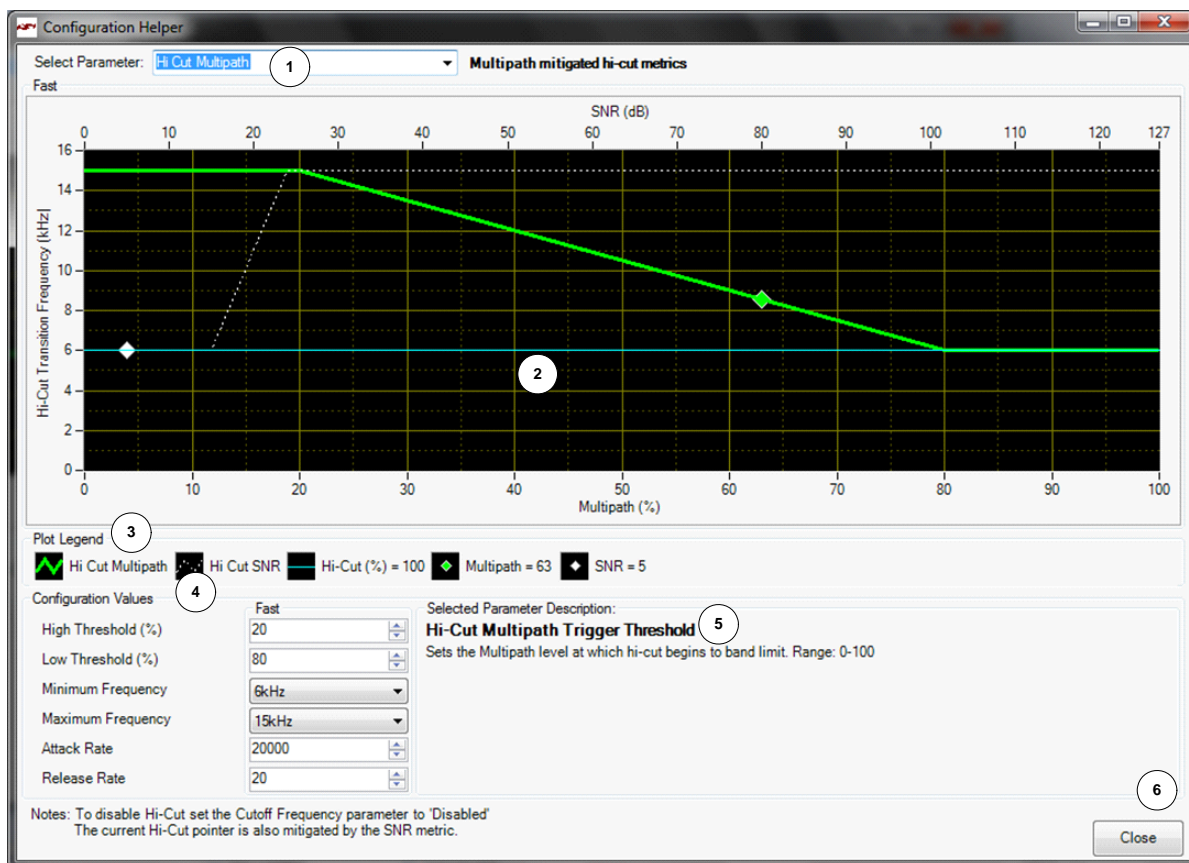 Configuration Helper
Select Parameter: Hi Cut Multipath 1 Multipath mitigated hi-cut metrics
Fast
SNR (dB)
0 10 20 30 40 50 60 70 80 90 100 110 120 127
16
14
12
10
8
6
4
2
0
Hi-Cut Transition Frequency (kHz)
2
0 10 20 30 40 50 60 70 80 90 100
Multipath (%)
Plot Legend 3
Hi Cut Multipath Hi Cut SNR Hi-Cut (%) = 100 Multipath = 63 SNR = 5
4
Configuration Values
Fast
High Threshold (%) 20
Low Threshold (%) 80
Minimum Frequency 6kHz
Maximum Frequency 15kHz
Attack Rate 20000
Release Rate 20
Selected Parameter Description:
Hi-Cut Multipath Trigger Threshold 5
Sets the Multipath level at which hi-cut begins to band limit. Range: 0-100
Notes: To disable Hi-Cut set the Cutoff Frequency parameter to 'Disabled'
The current Hi-Cut pointer is also mitigated by the SNR metric.
6
Close